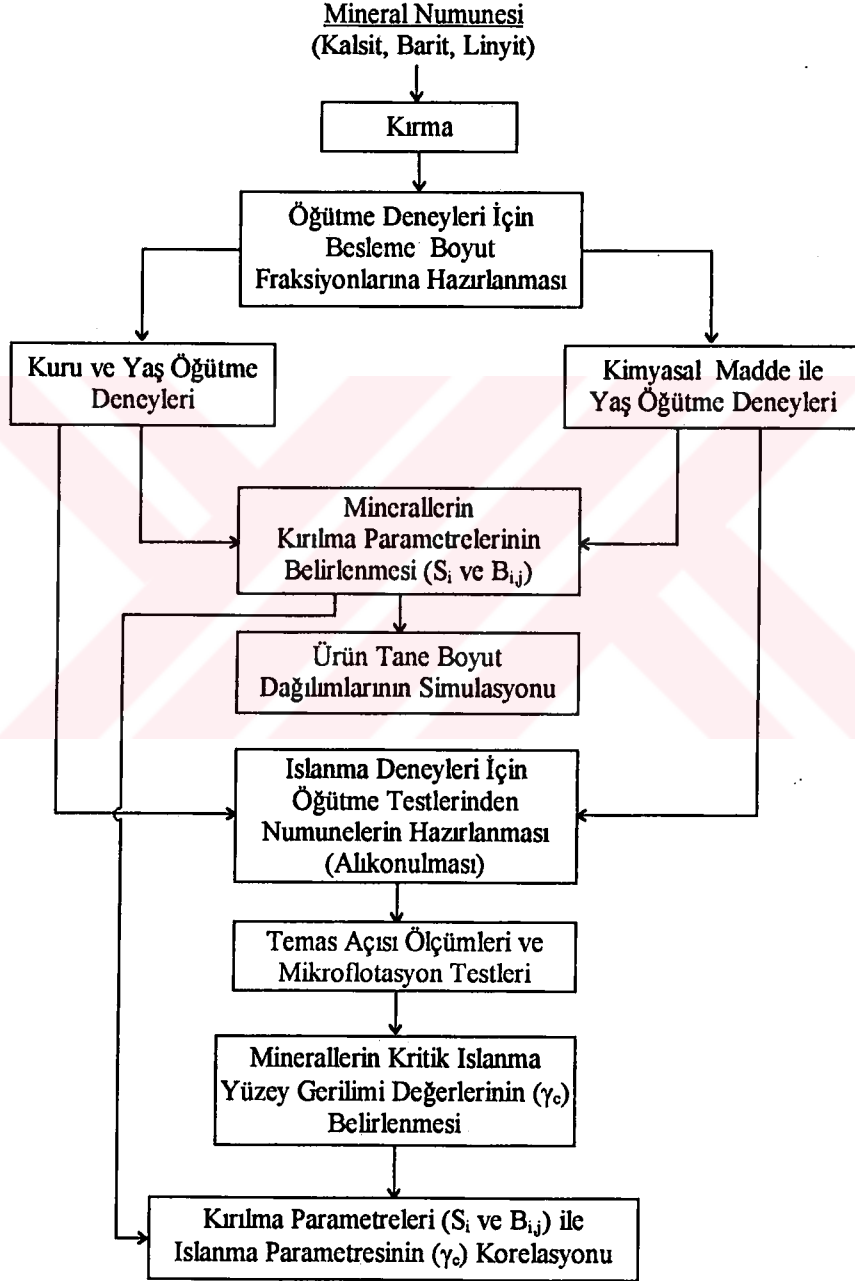 Mineral Numunesi
(Kalsit, Barit, Linyit)
Kırma
Öğütme Deneyleri İçin
Besleme Boyut
Fraksiyonlarına Hazırlanması
Kuru ve Yaş Öğütme
Deneyleri
Kimyasal Madde ile
Yaş Öğütme Deneyleri
Minerallerin
Kırılma Parametrelerinin
Belirlenmesi (Si ve Bi,j)
Ürün Tane Boyut
Dağılımlarının Simulasyonu
Islanma Deneyleri İçin
Öğütme Testlerinden
Numunelerin Hazırlanması
(Alıkonulması)
Temas Açısı Ölçümleri ve
Mikroflotasyon Testleri
Minerallerin Kritik Islanma
Yüzey Gerilimi Değerlerinin (γc)
Belirlenmesi
Kırılma Parametreleri (Si ve Bi,j) ile
Islanma Parametresinin (γc) Korelasyonu